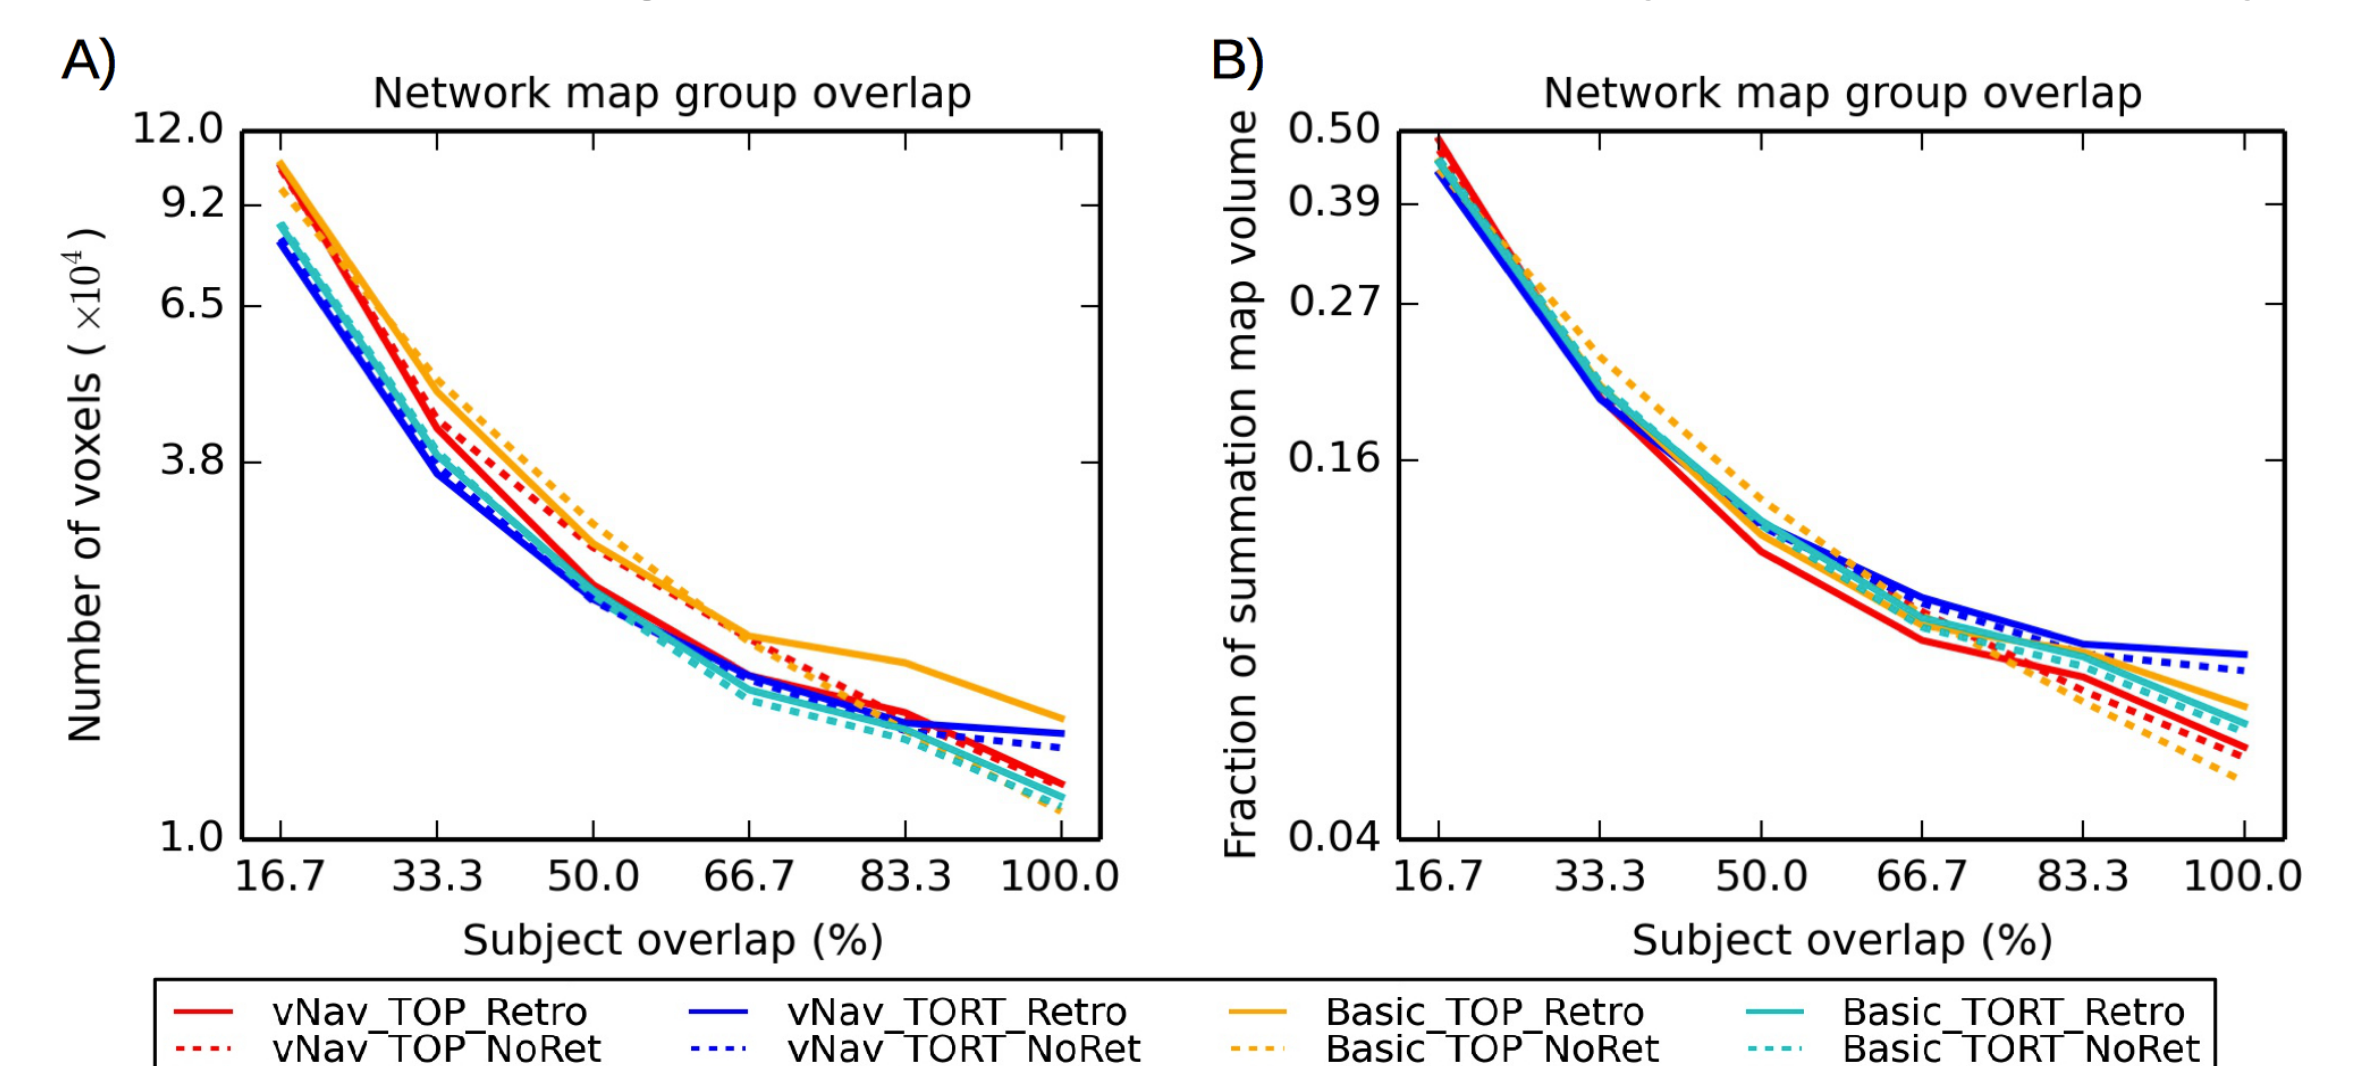 A)
Network map group overlap
12.0
9.2
6.5
3.8
1.0
Number of voxels ( ×10⁴)
16.7 33.3 50.0 66.7 83.3 100.0
Subject overlap (%)
B)
Network map group overlap
0.50
0.39
0.27
0.16
0.04
Fraction of summation map volume
16.7 33.3 50.0 66.7 83.3 100.0
Subject overlap (%)
vNav_TOP_Retro vNav_TORT_Retro Basic_TOP_Retro Basic_TORT_Retro
vNav_TOP_NoRet vNav_TORT_NoRet Basic_TOP_NoRet Basic_TORT_NoRet